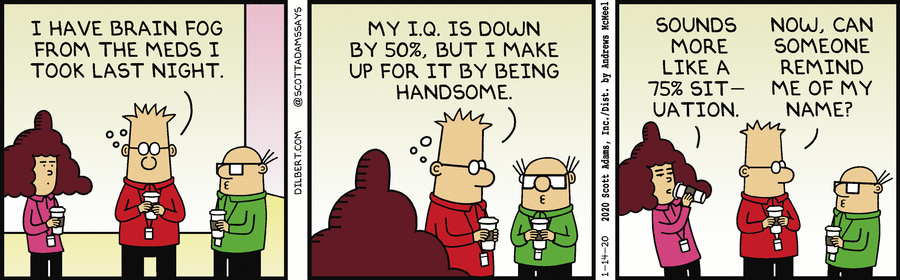 I HAVE BRAIN FOG
FROM THE MEDS I
TOOK LAST NIGHT.
DILBERT.COM @SCOTTADAMSSAYS
MY I.Q. IS DOWN
BY 50%, BUT I MAKE
UP FOR IT BY BEING
HANDSOME.
1-14-20 2020 Scott Adams, Inc./Dist. by Andrews McMeel
SOUNDS
MORE
LIKE A
75% SIT-
UATION.
NOW, CAN
SOMEONE
REMIND
ME OF MY
NAME?